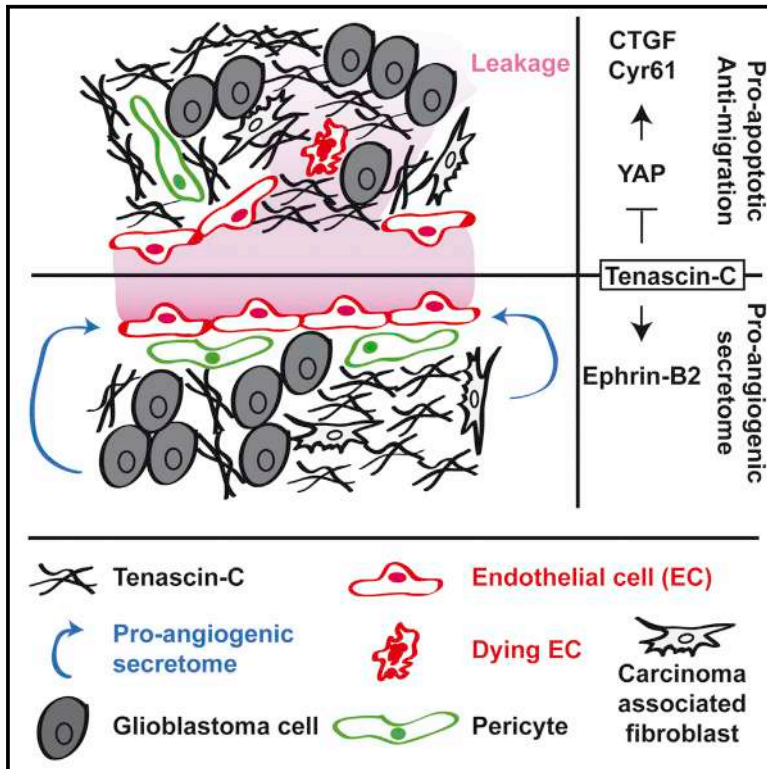 Leakage
CTGF
Cyr61
YAP
Tenascin-C
Ephrin-B2
Pro-apoptotic
Anti-migration
Pro-angiogenic
secretome
Tenascin-C
Endothelial cell (EC)
Pro-angiogenic
secretome
Dying EC
Carcinoma
associated
fibroblast
Glioblastoma cell
Pericyte